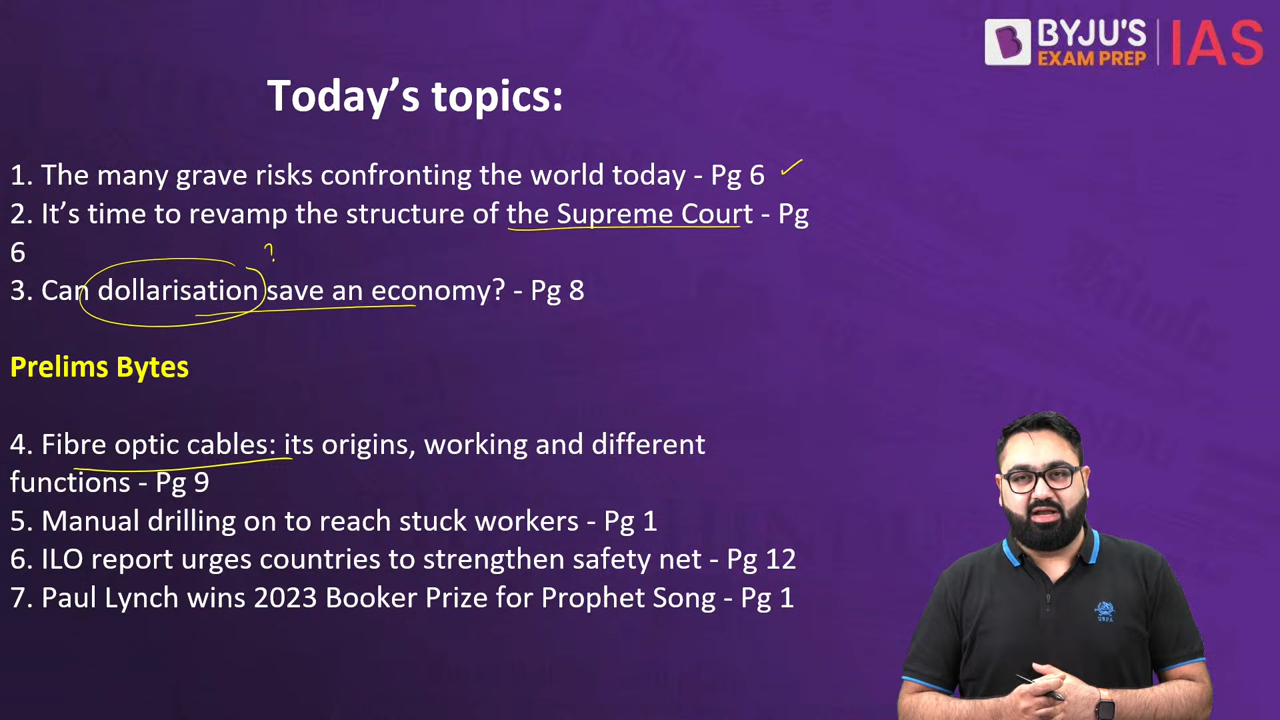 BYJU'S
EXAM PREP
IAS
Today's topics:
1. The many grave risks confronting the world today - Pg 6
2. It's time to revamp the structure of the Supreme Court - Pg
6
?
3. Can dollarisation save an economy? - Pg 8
Prelims Bytes
4. Fibre optic cables: its origins, working and different
functions - Pg 9
5. Manual drilling on to reach stuck workers - Pg 1
6. ILO report urges countries to strengthen safety net - Pg 12
7. Paul Lynch wins 2023 Booker Prize for Prophet Song - Pg 1